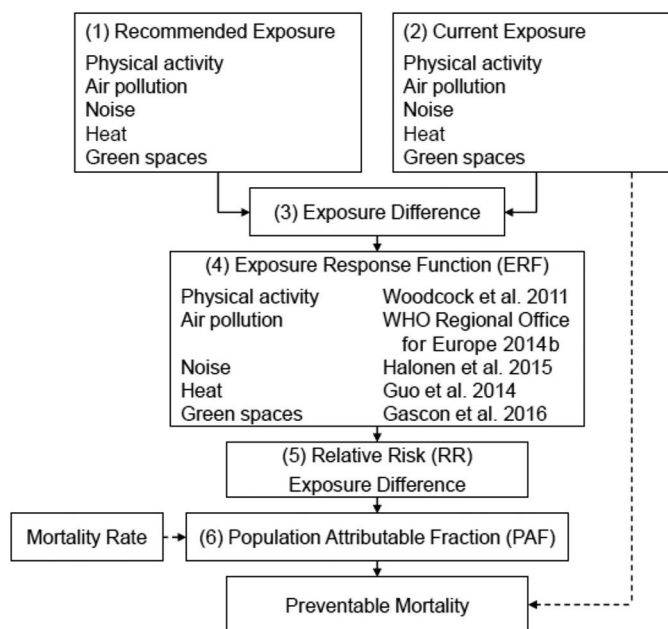 (1) Recommended Exposure
Physical activity
Air pollution
Noise
Heat
Green spaces
(2) Current Exposure
Physical activity
Air pollution
Noise
Heat
Green spaces
(3) Exposure Difference
(4) Exposure Response Function (ERF)
Physical activity Woodcock et al. 2011
Air pollution WHO Regional Office
for Europe 2014b
Noise Halonen et al. 2015
Heat Guo et al. 2014
Green spaces Gascon et al. 2016
(5) Relative Risk (RR)
Exposure Difference
Mortality Rate
(6) Population Attributable Fraction (PAF)
Preventable Mortality